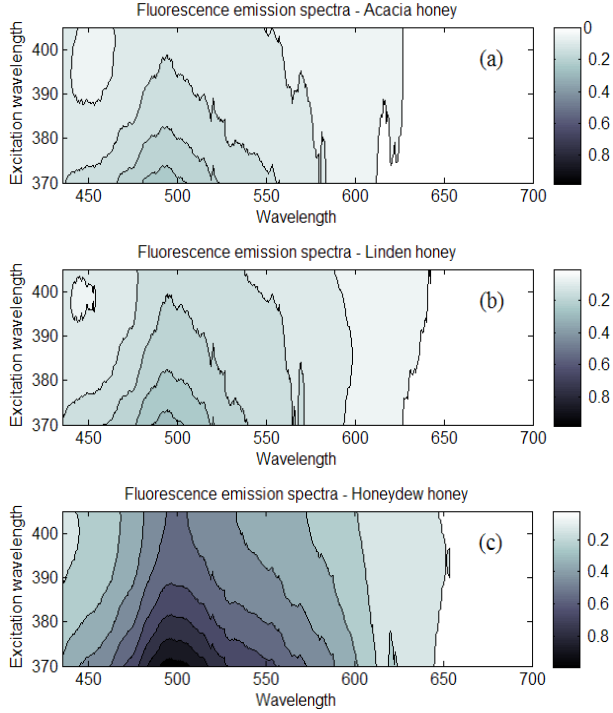 Fluorescence emission spectra - Acacia honey
Excitation wavelength
400
390
380
370
(a)
450 500 550 600 650 700
Wavelength
0
0.2
0.4
0.6
0.8
Fluorescence emission spectra - Linden honey
Excitation wavelength
400
390
380
370
(b)
450 500 550 600 650 700
Wavelength
0.2
0.4
0.6
0.8
Fluorescence emission spectra - Honeydew honey
Excitation wavelength
400
390
380
370
(c)
450 500 550 600 650 700
Wavelength
0.2
0.4
0.6
0.8